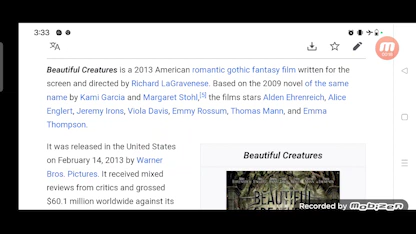 3:33
Beautiful Creatures is a 2013 American romantic gothic fantasy film written for the
screen and directed by Richard LaGravenese. Based on the 2009 novel of the same
name by Kami Garcia and Margaret Stohl,[5] the films stars Alden Ehrenreich, Alice
Englert, Jeremy Irons, Viola Davis, Emmy Rossum, Thomas Mann, and Emma
Thompson.
It was released in the United States
on February 14, 2013 by Warner
Bros. Pictures. It received mixed
reviews from critics and grossed
$60.1 million worldwide against its
Beautiful Creatures
BEAUTIFUL
Recorded by MOBIZEN